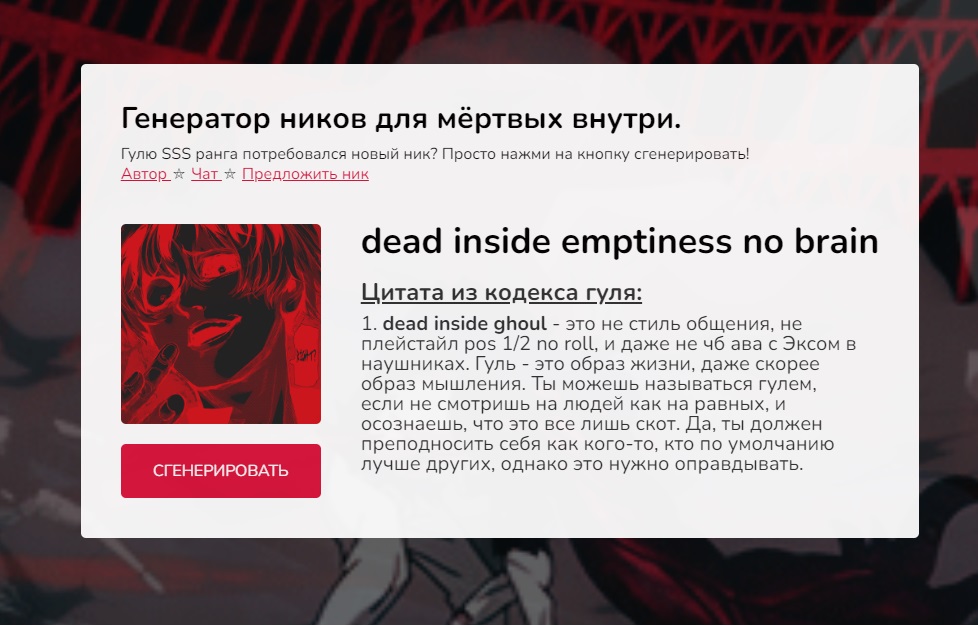 Генератор ников для мёртвых внутри.
Гулю SSS ранга потребовался новый ник? Просто нажми на кнопку сгенерировать!
Автор ☆ Чат ☆ Предложить ник
dead inside emptiness no brain
Цитата из кодекса гуля:
1. dead inside ghoul - это не стиль общения, не
плейстайл pos 1/2 no roll, и даже не чб ава с Эксом в
наушниках. Гуль - это образ жизни, даже скорее
образ мышления. Ты можешь называться гулем,
если не смотришь на людей как на равных, и
осознаешь, что это все лишь скот. Да, ты должен
преподносить себя как кого-то, кто по умолчанию
лучше других, однако это нужно оправдывать.
СГЕНЕРИРОВАТЬ